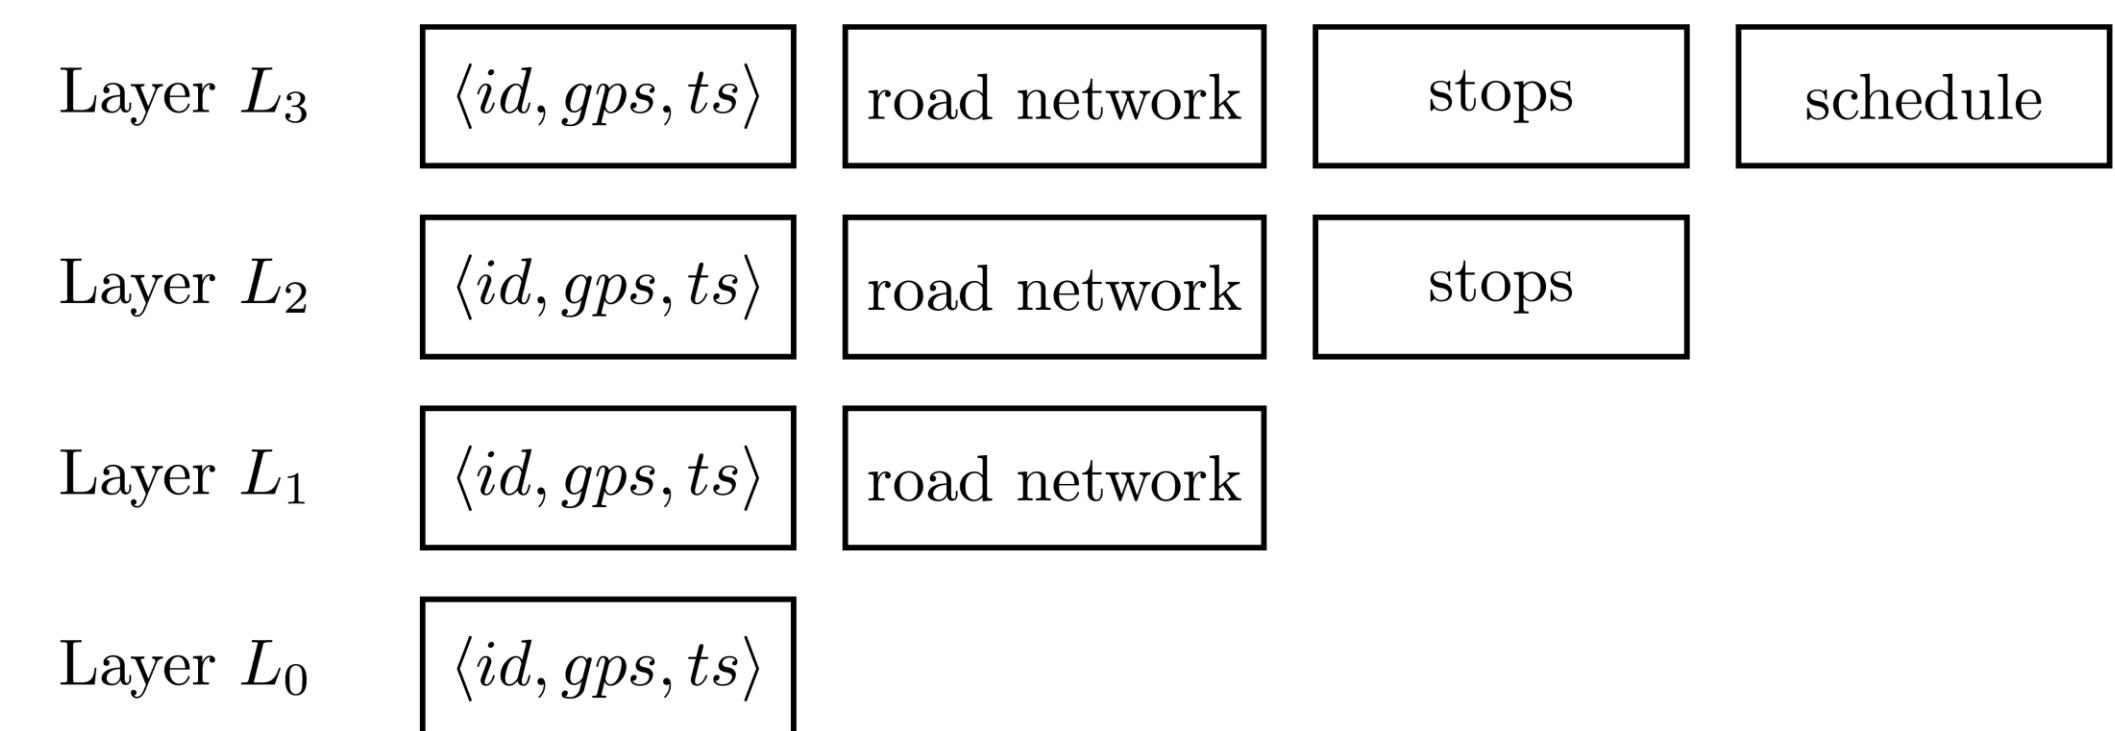 Layer L₃ ⟨id, gps, ts⟩ road network stops schedule
Layer L₂ ⟨id, gps, ts⟩ road network stops
Layer L₁ ⟨id, gps, ts⟩ road network
Layer L₀ ⟨id, gps, ts⟩